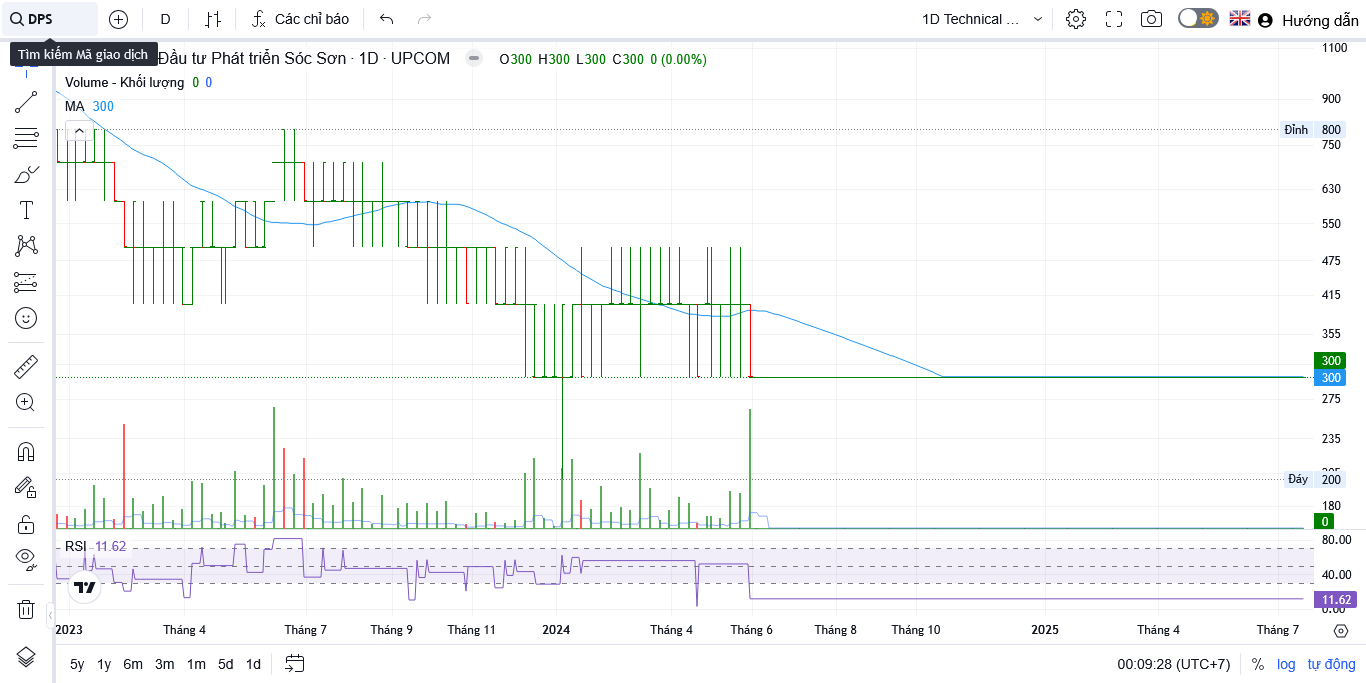 DPS
D
Các chỉ báo
1D Technical ...
Hướng dẫn
Tìm kiếm Mã giao dịch
Đầu tư Phát triển Sóc Sơn · 1D · UPCOM
O300 H300 L300 C300 0 (0.00%)
Volume - Khối lượng 0 0
MA 300
1100
900
Đỉnh 800
750
630
550
475
415
355
300
300
275
235
Đáy 200
180
0
RSI 11.62
80.00
40.00
11.62
0.00
2023 Tháng 4 Tháng 7 Tháng 9 Tháng 11 2024 Tháng 4 Tháng 6 Tháng 8 Tháng 10 2025 Tháng 4 Tháng 7
5y 1y 6m 3m 1m 5d 1d
00:09:28 (UTC+7) % log tự động